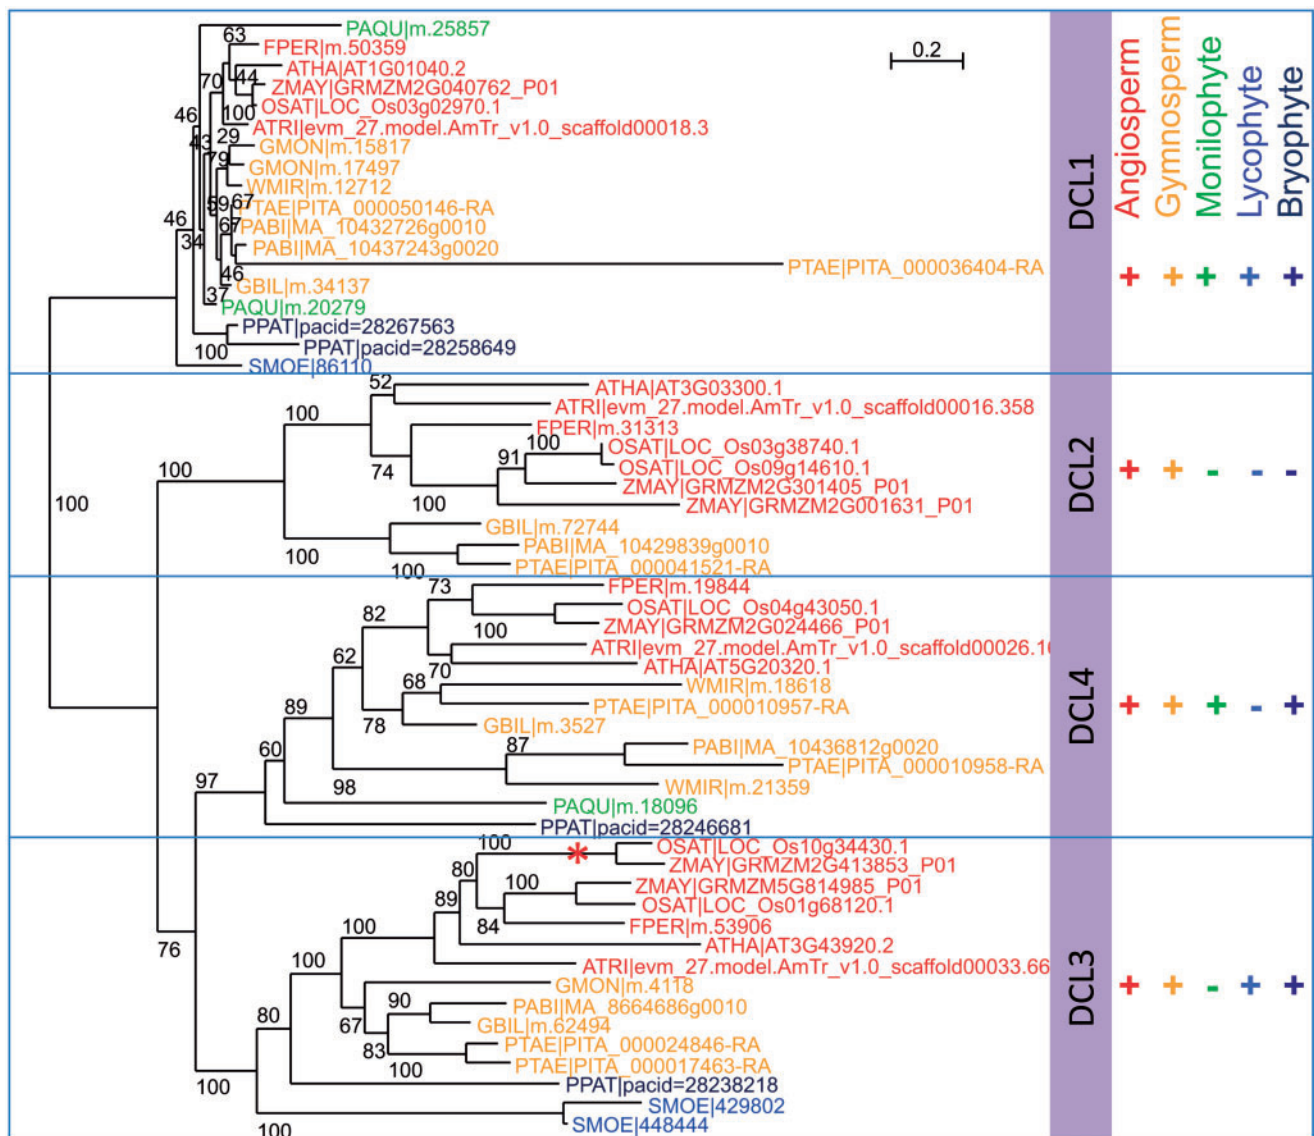 PAQU|m.25857
63
FPER|m.50359
0.2
ATHA|AT1G01040.2
70
44
ZMAY|GRMZM2G040762_P01
OSAT|LOC_Os03g02970.1
46
100
ATRI|evm_27.model.AmTr_v1.0_scaffold00018.3
43
29
GMON|m.15817
79
GMON|m.17497
WMIR|m.12712
59
67
PTAE|PITA_000050146-RA
46
67
PABI|MA_10432726g0010
34
PABI|MA_10437243g0020
PTAE|PITA_000036404-RA
46
GBIL|m.34137
37
PAQU|m.20279
PPAT|pacid=28267563
100
PPAT|pacid=28258649
SMOE|86110
DCL1
Angiosperm
Gymnosperm
Monilophyte
Lycophyte
Bryophyte
+ + + + +
52
ATHA|AT3G03300.1
ATRI|evm_27.model.AmTr_v1.0_scaffold00016.358
100
FPER|m.31313
100
OSAT|LOC_Os03g38740.1
74
91
OSAT|LOC_Os09g14610.1
100
ZMAY|GRMZM2G301405_P01
100
100
ZMAY|GRMZM2G001631_P01
GBIL|m.72744
100
PABI|MA_10429839g0010
100
PTAE|PITA_000041521-RA
DCL2
+ + - - -
73
FPER|m.19844
82
OSAT|LOC_Os04g43050.1
ZMAY|GRMZM2G024466_P01
100
ATRI|evm_27.model.AmTr_v1.0_scaffold00026.1
62
70
ATHA|AT5G20320.1
68
WMIR|m.18618
89
PTAE|PITA_000010957-RA
78
GBIL|m.3527
60
87
PABI|MA_10436812g0020
97
PTAE|PITA_000010958-RA
98
WMIR|m.21359
PAQU|m.18096
PPAT|pacid=28246681
DCL4
+ + + - +
100
*
OSAT|LOC_Os10g34430.1
80
ZMAY|GRMZM2G413853_P01
100
ZMAY|GRMZM5G814985_P01
89
OSAT|LOC_Os01g68120.1
84
FPER|m.53906
100
ATHA|AT3G43920.2
76
100
ATRI|evm_27.model.AmTr_v1.0_scaffold00033.66
GMON|m.4118
90
PABI|MA_8664686g0010
80
67
GBIL|m.62494
83
PTAE|PITA_000024846-RA
100
100
PTAE|PITA_000017463-RA
PPAT|pacid=28238218
SMOE|429802
100
SMOE|448444
DCL3
+ + - + +